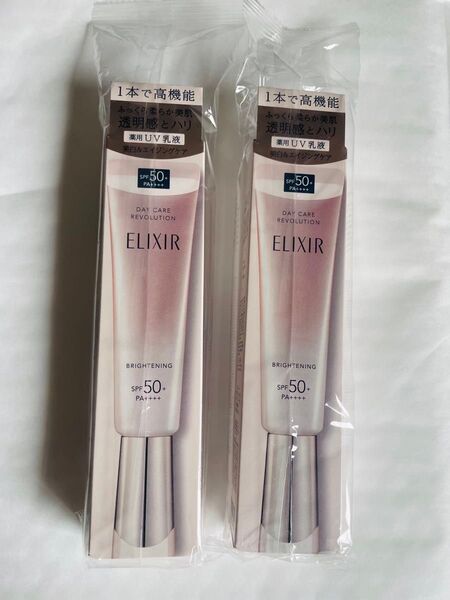 1本で高機能
ふっくら柔らか美肌
透明感とハリ
薬用UV乳液
美白&エイジングケア
SPF50+
PA++++
DAY CARE
REVOLUTION
ELIXIR
BRIGHTENING
SPF50+
PA++++
1本で高機能
ふっくら柔らか美肌
透明感とハリ
薬用UV乳液
美白&エイジングケア
SPF50+
PA++++
DAY CARE
REVOLUTION
ELIXIR
BRIGHTENING
SPF50+
PA++++